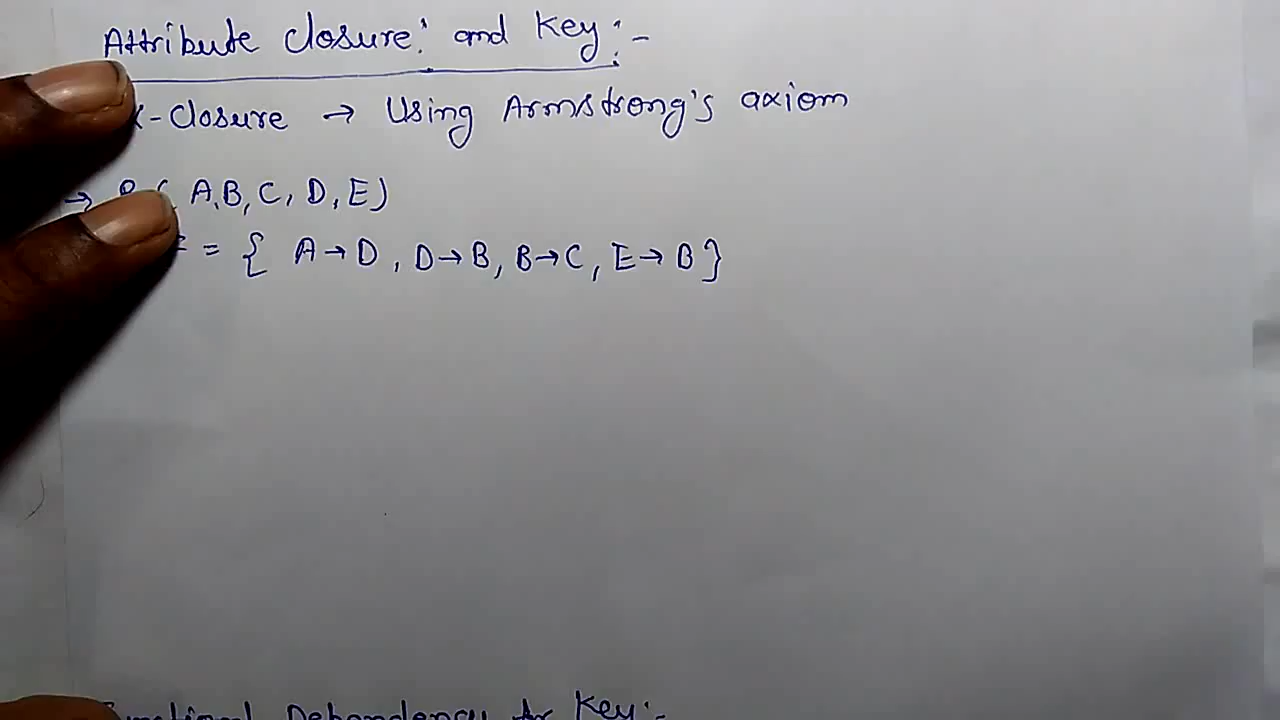 Attribute Closure: and Key:-
-Closure → Using Armstrong's axiom
→ ( A,B, C, D, E)
= { A→D, D→B, B→C, E→B}
Dependency Key:-